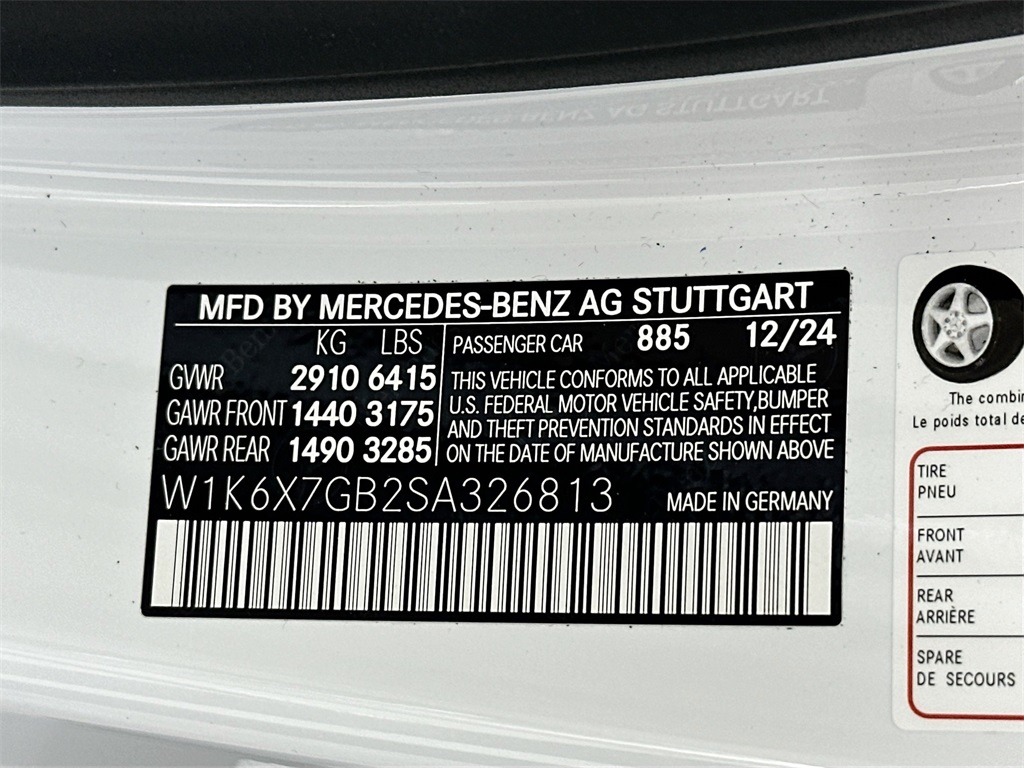 MFD BY MERCEDES-BENZ AG STUTTGART
KG LBS
GVWR 2910 6415
GAWR FRONT 1440 3175
GAWR REAR 1490 3285
PASSENGER CAR 885 12/24
THIS VEHICLE CONFORMS TO ALL APPLICABLE
U.S. FEDERAL MOTOR VEHICLE SAFETY, BUMPER
AND THEFT PREVENTION STANDARDS IN EFFECT
ON THE DATE OF MANUFACTURE SHOWN ABOVE
W1K6X7GB2SA326813 MADE IN GERMANY
The
Le poids total
TIRE
PNEU
FRONT
AVANT
REAR
ARRIÈRE
SPARE
DE SECOURS